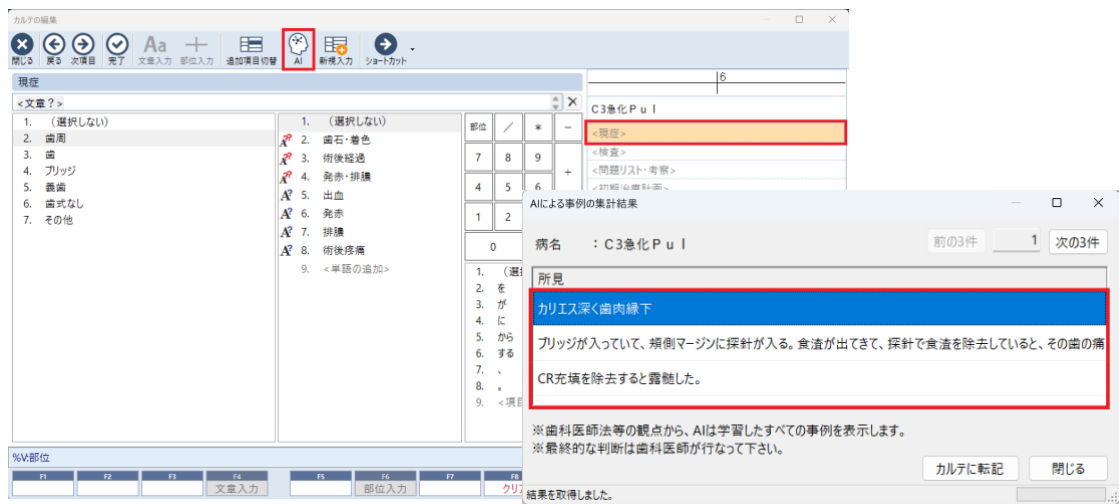 カルテの編集
閉じる 戻る 次項目 完了 文章入力 部位入力 追加項目切替 AI 新規入力 ショートカット
Aa
現症
<文章?>
1. (選択しない)
2. 歯周
3. 歯
4. ブリッジ
5. 義歯
6. 歯式なし
7. その他
1. (選択しない)
2. 歯石・着色
3. 術後経過
4. 発赤・排膿
5. 出血
6. 発赤
7. 排膿
8. 術後疼痛
9. <単語の追加>
部位 / * -
7 8 9 +
4 5 6
1 2
0
1.
2. を
3. が
4. に
5. から
6. する
7. 、
8. 。
9.
6
C3急化Pul
<現症>
<検査>
<問題リスト・考察>
<初期治療計画>
%V:部位
F1 F2 F3 F4 F5 F6 F7 F8
文章入力 部位入力
AIによる事例の集計結果
病名 :C3急化Pul 前の3件 1 次の3件
所見
カリエス深く歯肉縁下
ブリッジが入っていて、頬側マージンに探針が入る。食渣が出てきて、探針で食渣を除去していると、その歯の痛
CR充填を除去すると露髄した。
※歯科医師法等の観点から、AIは学習したすべての事例を表示します。
※最終的な判断は歯科医師が行なって下さい。
カルテに転記 閉じる
結果を取得しました。